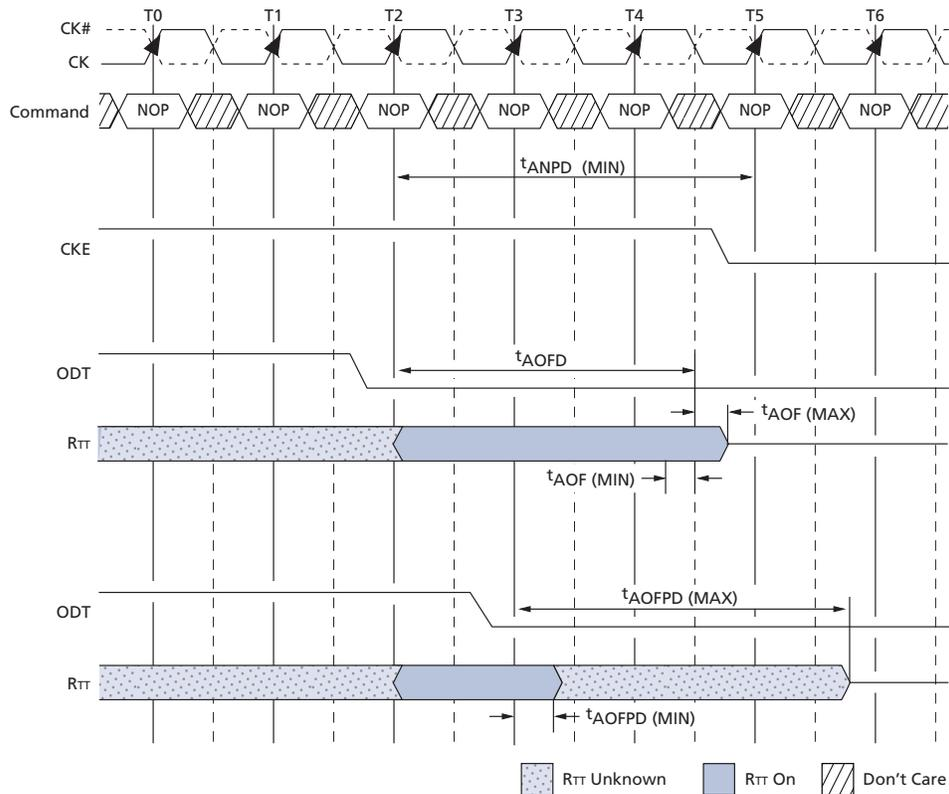 T0 T1 T2 T3 T4 T5 T6
CK#
CK
Command NOP NOP NOP NOP NOP NOP NOP
tANPD (MIN)
CKE
tAOFD
ODT
tAOF (MAX)
RTT
tAOF (MIN)
tAOFPD (MAX)
ODT
RTT
tAOFPD (MIN)
RTT Unknown RTT On Don't Care